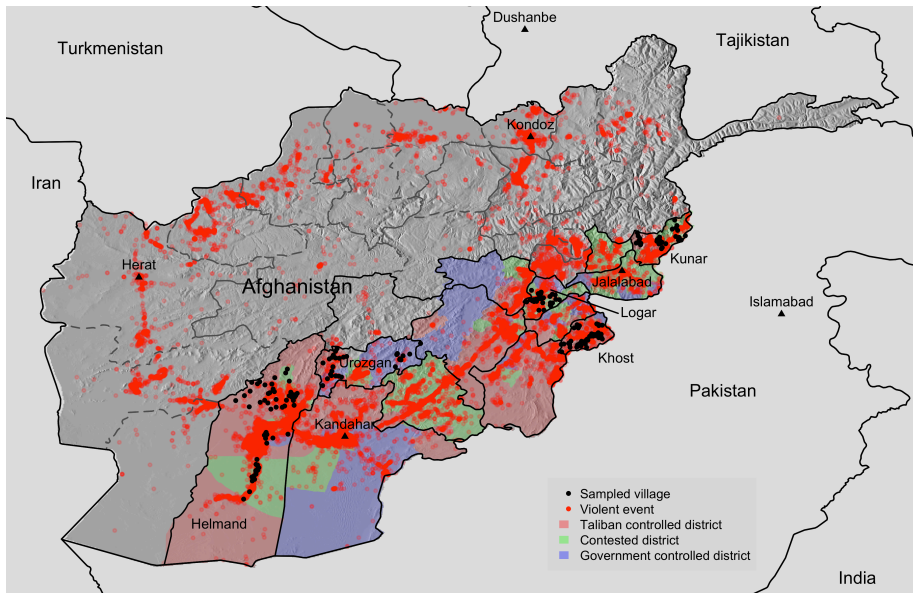 Dushanbe
Turkmenistan
Tajikistan
Kondoz
Iran
Herat
Afghanistan
Kunar
Jalalabad
Islamabad
Logar
Khost
Urozgan
Pakistan
Kandahar
Helmand
Sampled village
Violent event
Taliban controlled district
Contested district
Government controlled district
India